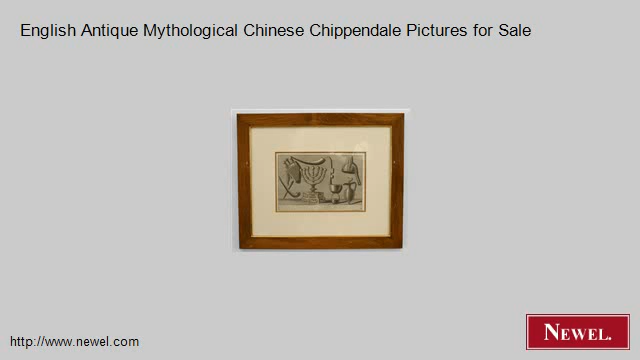 English Antique Mythological Chinese Chippendale Pictures for Sale
NEWEL.
http://www.newel.com